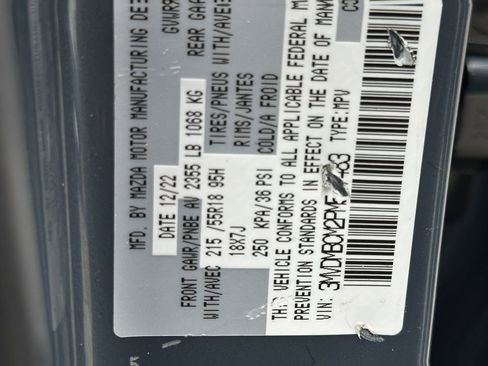 MFD. BY MAZDA MOTOR MANUFACTURING DE
DATE 12/22
GVWR
FRONT GAWR/PNBE AV 2355 LB 1068 KG
REAR
WITH/AVEC 215 /55R18 95H
TIRES/PNEUS WITH/AVEC
18X7J
RIMS/JANTES
250 KPA/36 PSI
COLD/A FROID
THIS VEHICLE CONFORMS TO ALL APPLICABLE FEDERAL
PREVENTION STANDARDS IN EFFECT ON THE DATE OF
VIN: 483 TYPE:MPV